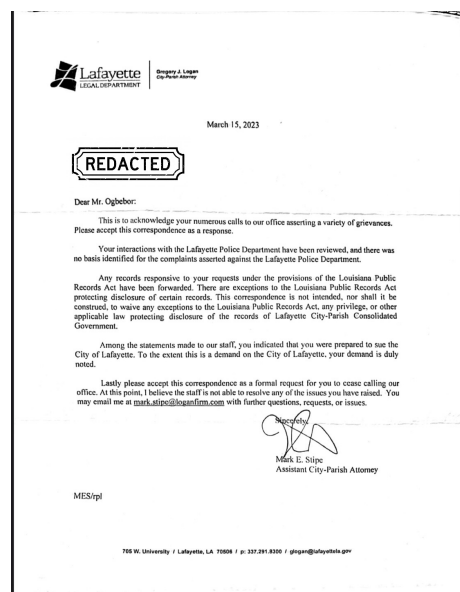 Lafayette
LEGAL DEPARTMENT
Gregory J. Logan
City-Parish Attorney
March 15, 2023
REDACTED
Dear Mr. Ogbebor:
This is to acknowledge your numerous calls to our office asserting a variety of grievances.
Please accept this correspondence as a response.
Your interactions with the Lafayette Police Department have been reviewed, and there was
no basis identified for the complaints asserted against the Lafayette Police Department.
Any records responsive to your requests under the provisions of the Louisiana Public
Records Act have been forwarded. There are exceptions to the Louisiana Public Records Act
protecting disclosure of certain records. This correspondence is not intended, nor shall it be
construed, to waive any exceptions to the Louisiana Public Records Act, any privilege, or other
applicable law protecting disclosure of the records of Lafayette City-Parish Consolidated
Government.
Among the statements made to our staff, you indicated that you were prepared to sue the
City of Lafayette. To the extent this is a demand on the City of Lafayette, your demand is duly
noted.
Lastly please accept this correspondence as a formal request for you to cease calling our
office. At this point, I believe the staff is not able to resolve any of the issues you have raised. You
may email me at mark.stipe@loganfirm.com with further questions, requests, or issues.
Sincerely,
Mark E. Stipe
Assistant City-Parish Attorney
MES/rpl
705 W. University / Lafayette, LA 70506 / p: 337.291.8300 / glogan@lafayettela.gov